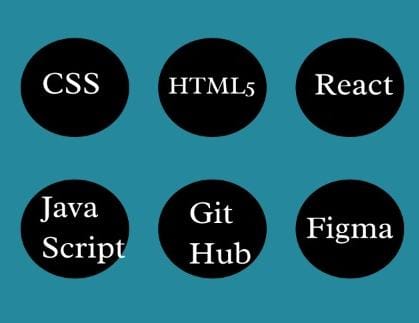 CSS
HTML5
React
Java
Script
Git
Hub
Figma